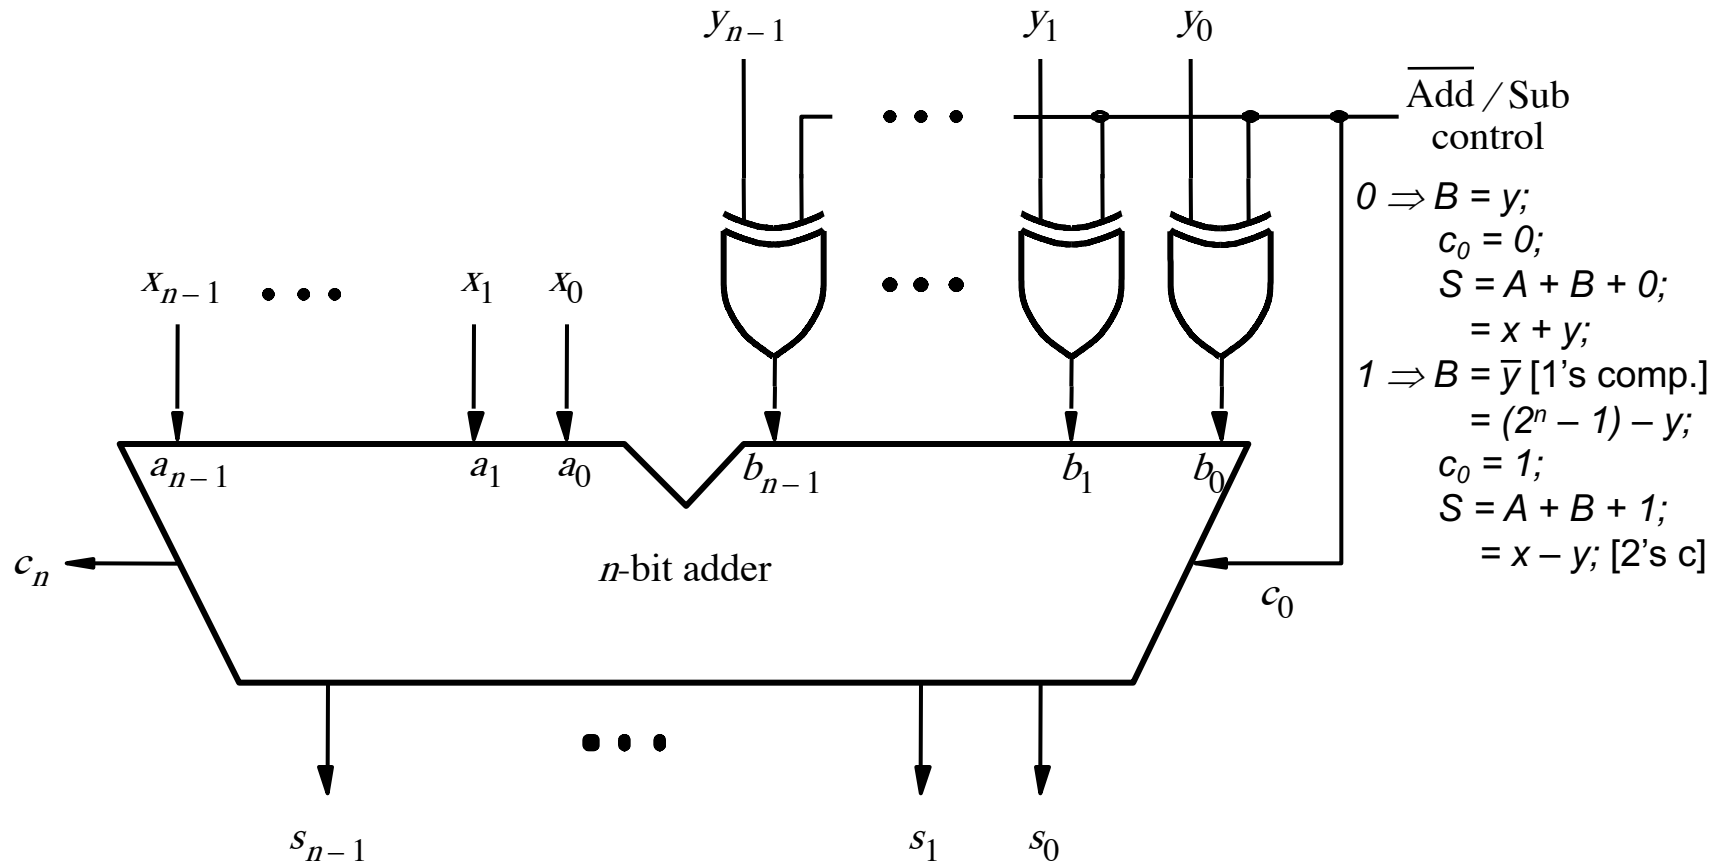 yₙ₋₁ y₁ y₀
A̅d̅d̅ / Sub
control
0 ⇒ B = y;
c₀ = 0;
S = A + B + 0;
= x + y;
1 ⇒ B = y̅ [1's comp.]
= (2ⁿ – 1) – y;
c₀ = 1;
S = A + B + 1;
= x – y; [2's c]
xₙ₋₁ • • • x₁ x₀
aₙ₋₁ a₁ a₀ bₙ₋₁ b₁ b₀
cₙ n-bit adder c₀
sₙ₋₁ s₁ s₀